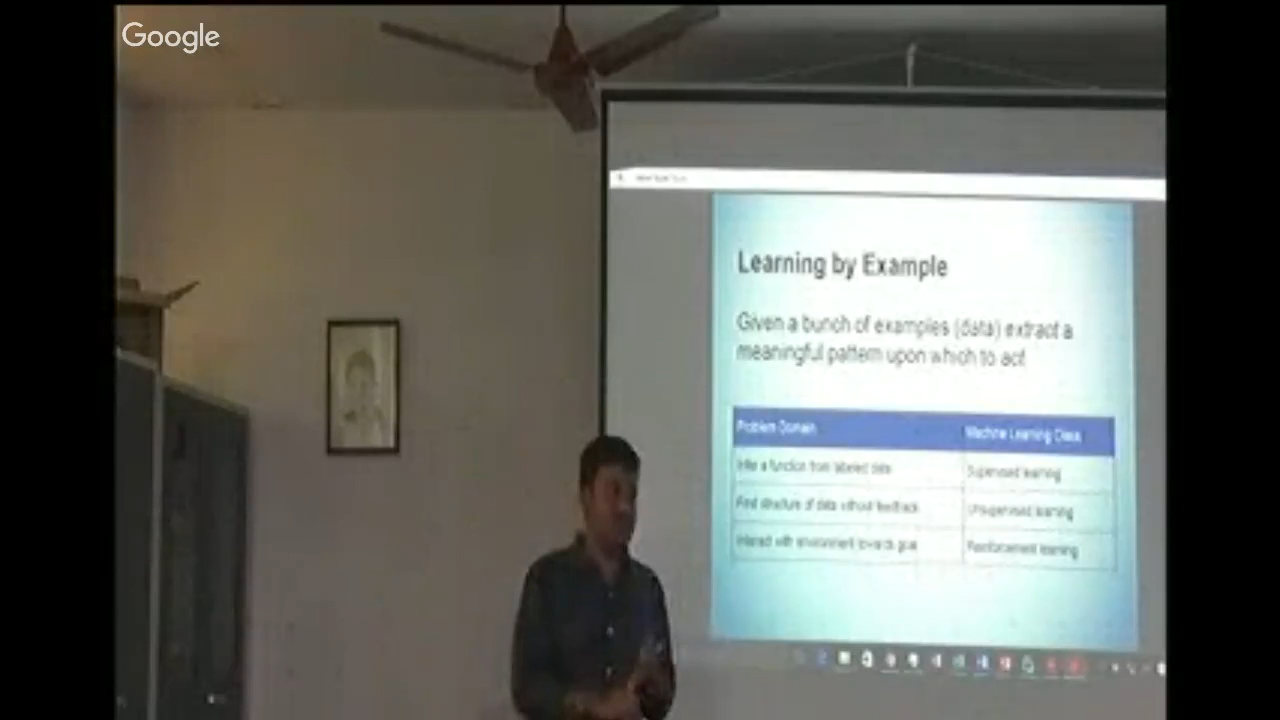 Google
Learning by Example
Given a bunch of examples (data) extract a
meaningful pattern upon which to act
Problem Domain
Machine Learning Class
Infer a function from labeled data
Supervised learning
Find structure of data without feedback
Unsupervised learning
Interact with environment towards goal
Reinforcement learning